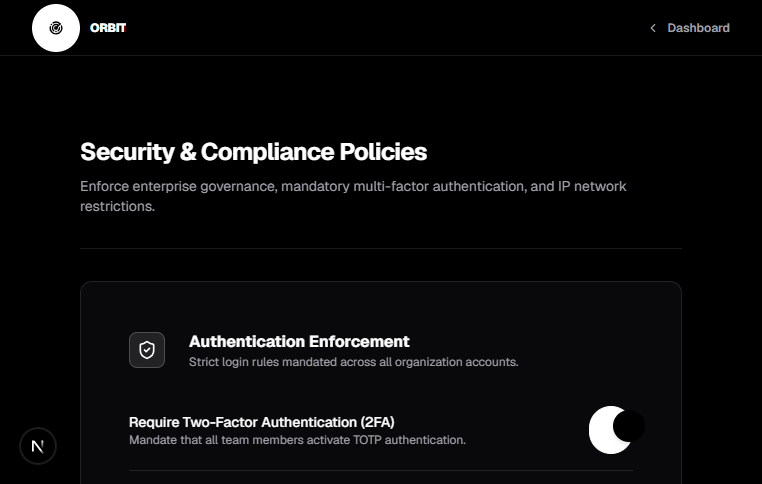 ORBIT
Dashboard
Security & Compliance Policies
Enforce enterprise governance, mandatory multi-factor authentication, and IP network
restrictions.
Authentication Enforcement
Strict login rules mandated across all organization accounts.
Require Two-Factor Authentication (2FA)
Mandate that all team members activate TOTP authentication.
N